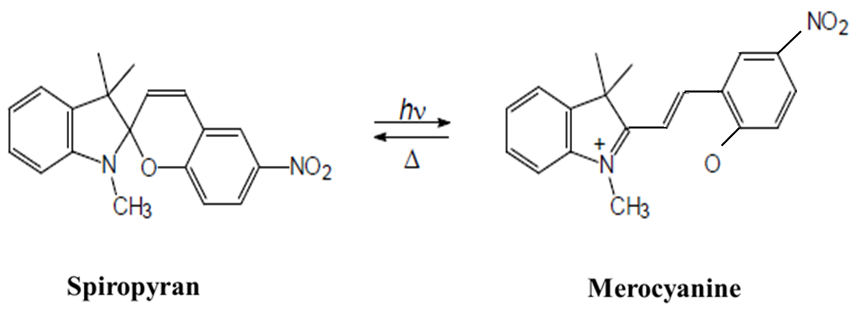 NO₂
hν
Δ
N
O
NO₂
CH3
+
N
O
CH3
Spiropyran
Merocyanine